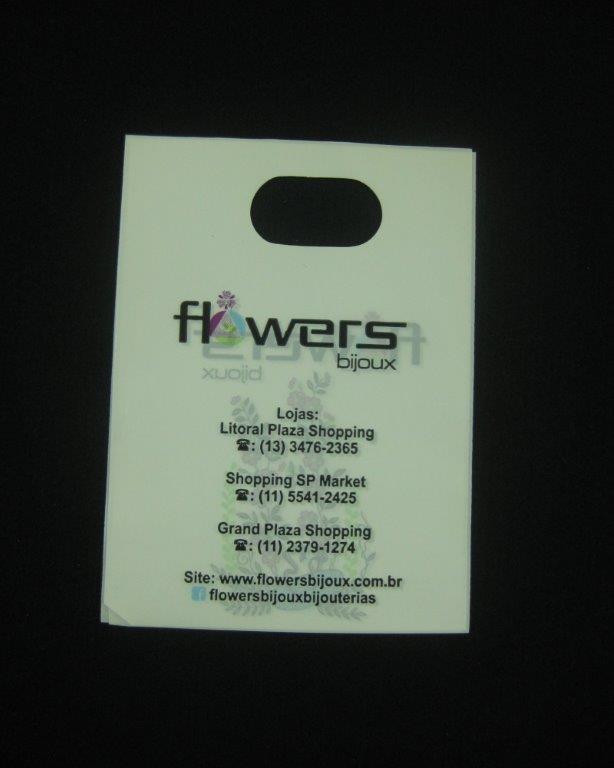 flowers
bijoux
Lojas:
Litoral Plaza Shopping
☎: (13) 3476-2365
Shopping SP Market
☎: (11) 5541-2425
Grand Plaza Shopping
☎: (11) 2379-1274
Site: www.flowersbijoux.com.br
f flowersbijouxbijouterias